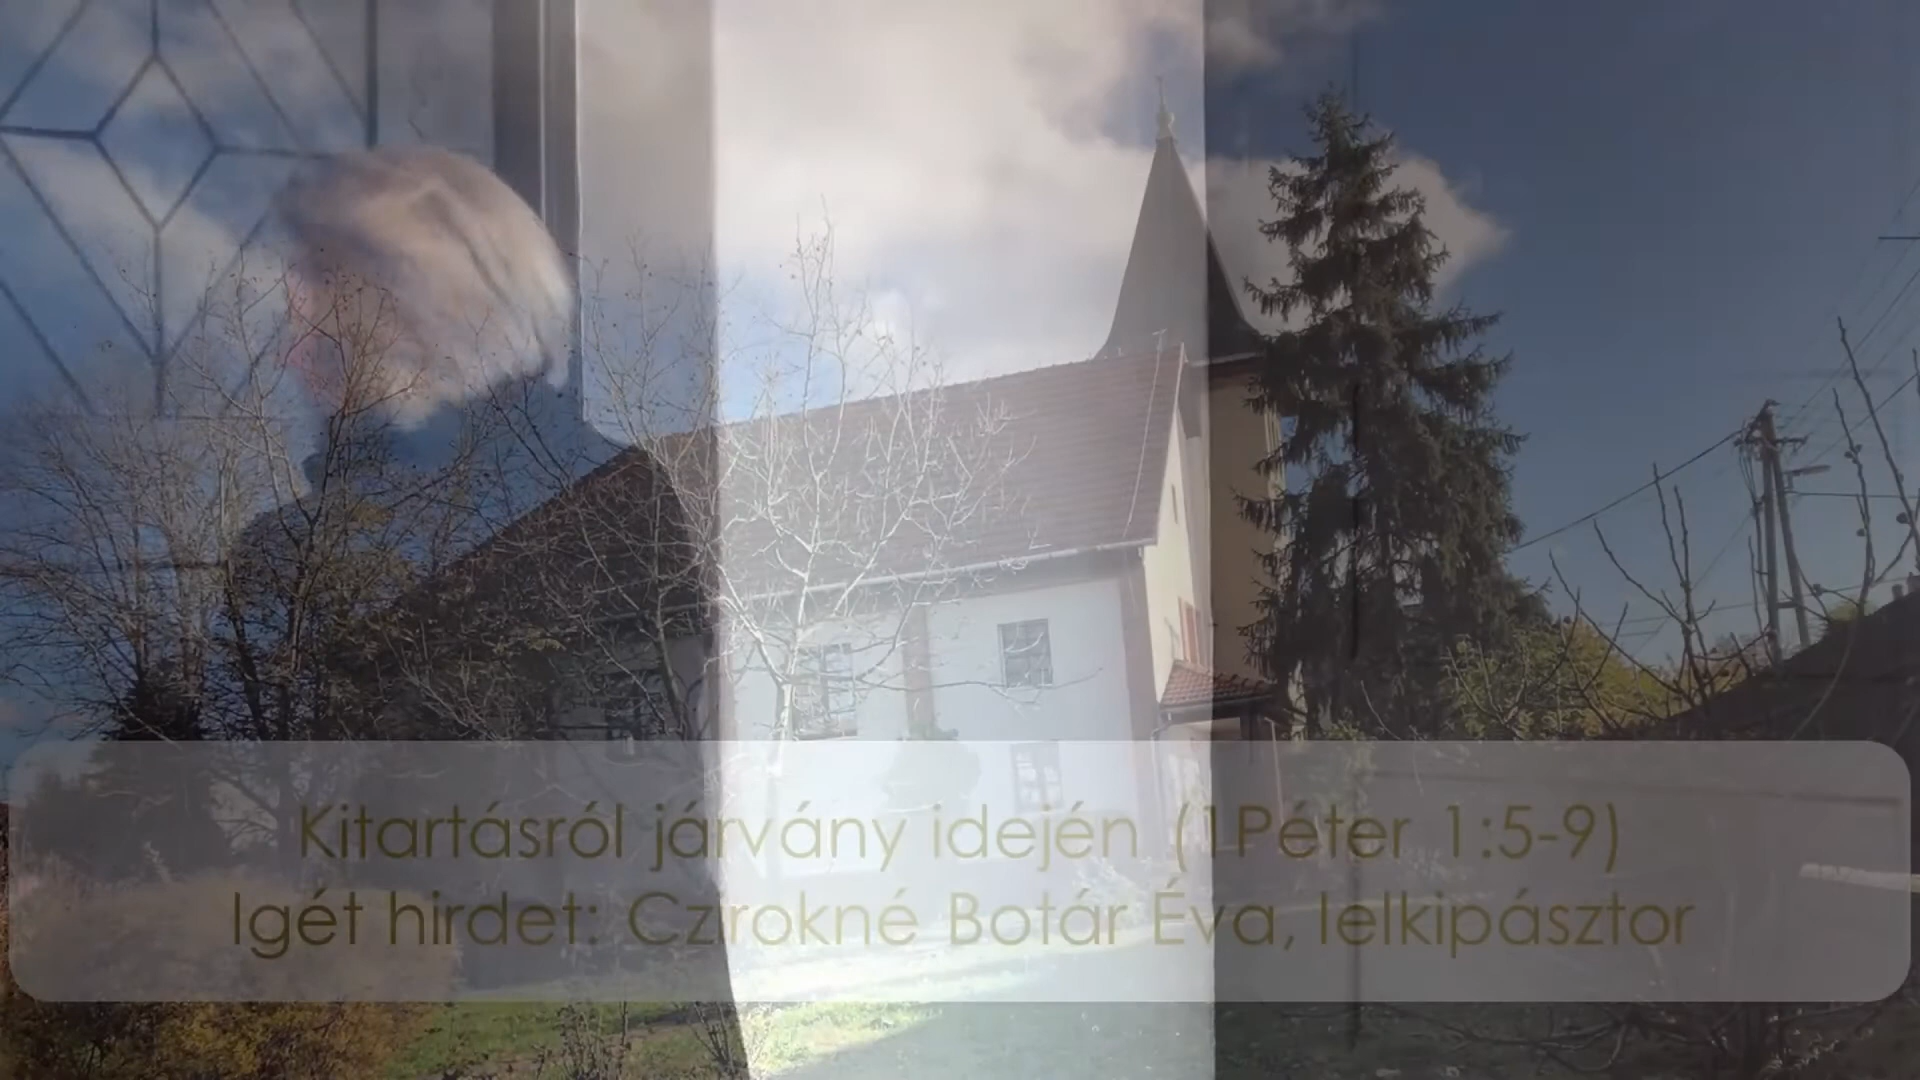 Kitartásról járvány idején (1Péter 1:5-9)
Igét hirdet: Czirokné Botár Éva, lelkipásztor